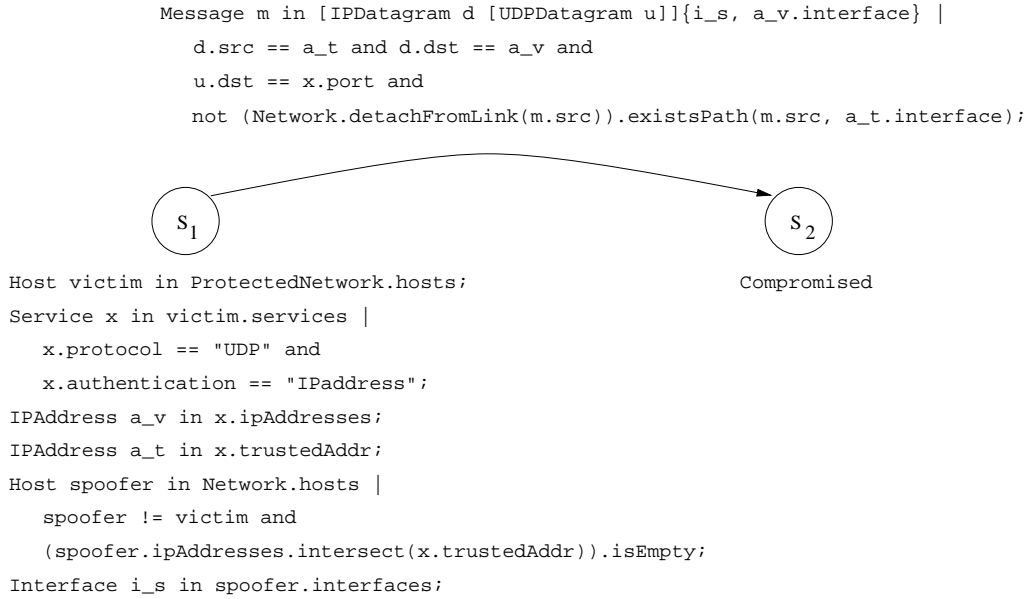 Message m in [IPDatagram d [UDPDatagram u]]{i_s, a_v.interface} |
d.src == a_t and d.dst == a_v and
u.dst == x.port and
not (Network.detachFromLink(m.src)).existsPath(m.src, a_t.interface);
S1
S2
Host victim in ProtectedNetwork.hosts;
Compromised
Service x in victim.services |
x.protocol == "UDP" and
x.authentication == "IPaddress";
IPAddress a_v in x.ipAddresses;
IPAddress a_t in x.trustedAddr;
Host spoofer in Network.hosts |
spoofer != victim and
(spoofer.ipAddresses.intersect(x.trustedAddr)).isEmpty;
Interface i_s in spoofer.interfaces;